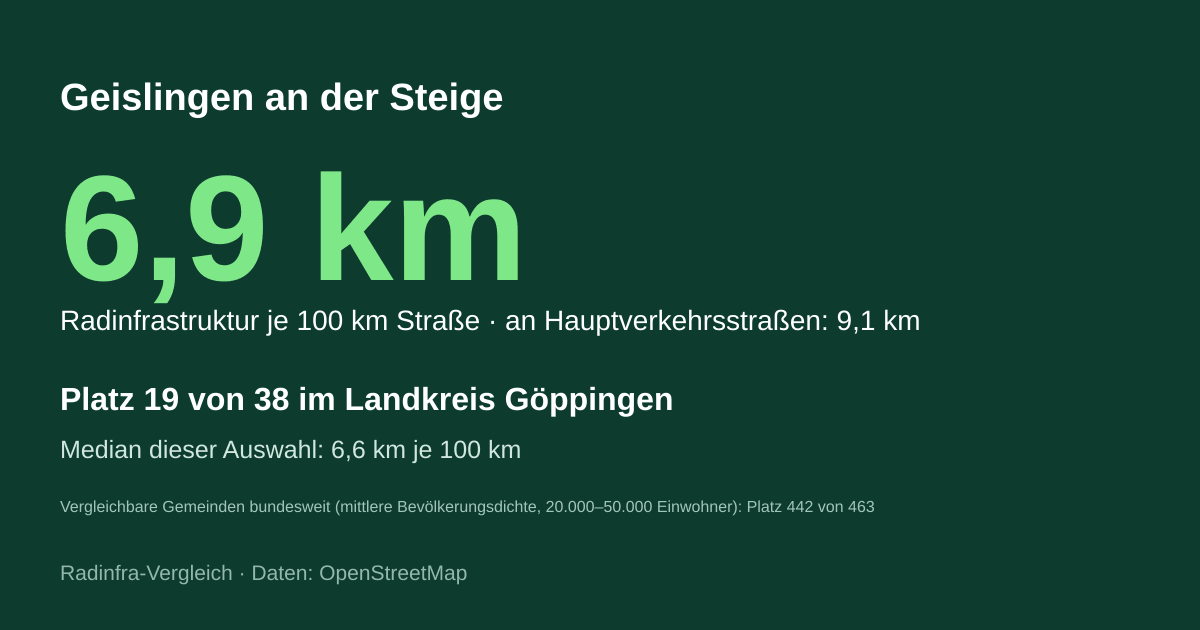 Geislingen an der Steige
6,9 km
Radinfrastruktur je 100 km Straße · an Hauptverkehrsstraßen: 9,1 km
Platz 19 von 38 im Landkreis Göppingen
Median dieser Auswahl: 6,6 km je 100 km
Vergleichbare Gemeinden bundesweit (mittlere Bevölkerungsdichte, 20.000–50.000 Einwohner): Platz 442 von 463
Radinfra-Vergleich · Daten: OpenStreetMap